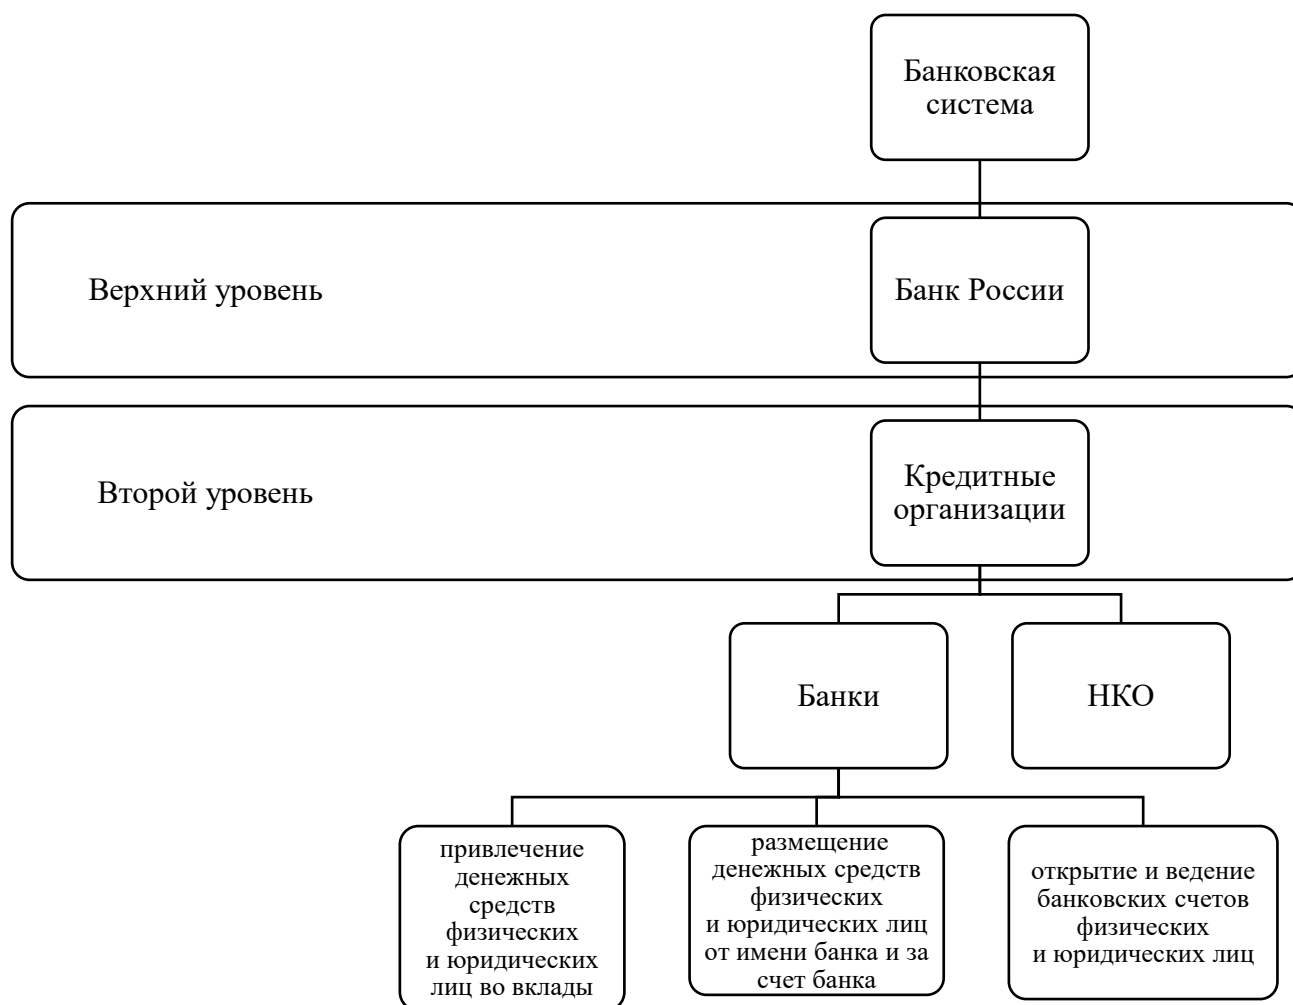 Банковская
система
Верхний уровень
Банк России
Второй уровень
Кредитные
организации
Банки
НКО
привлечение
денежных
средств
физических
и юридических
лиц во вклады
размещение
денежных средств
физических
и юридических лиц
от имени банка и за
счет банка
открытие и ведение
банковских счетов
физических
и юридических лиц